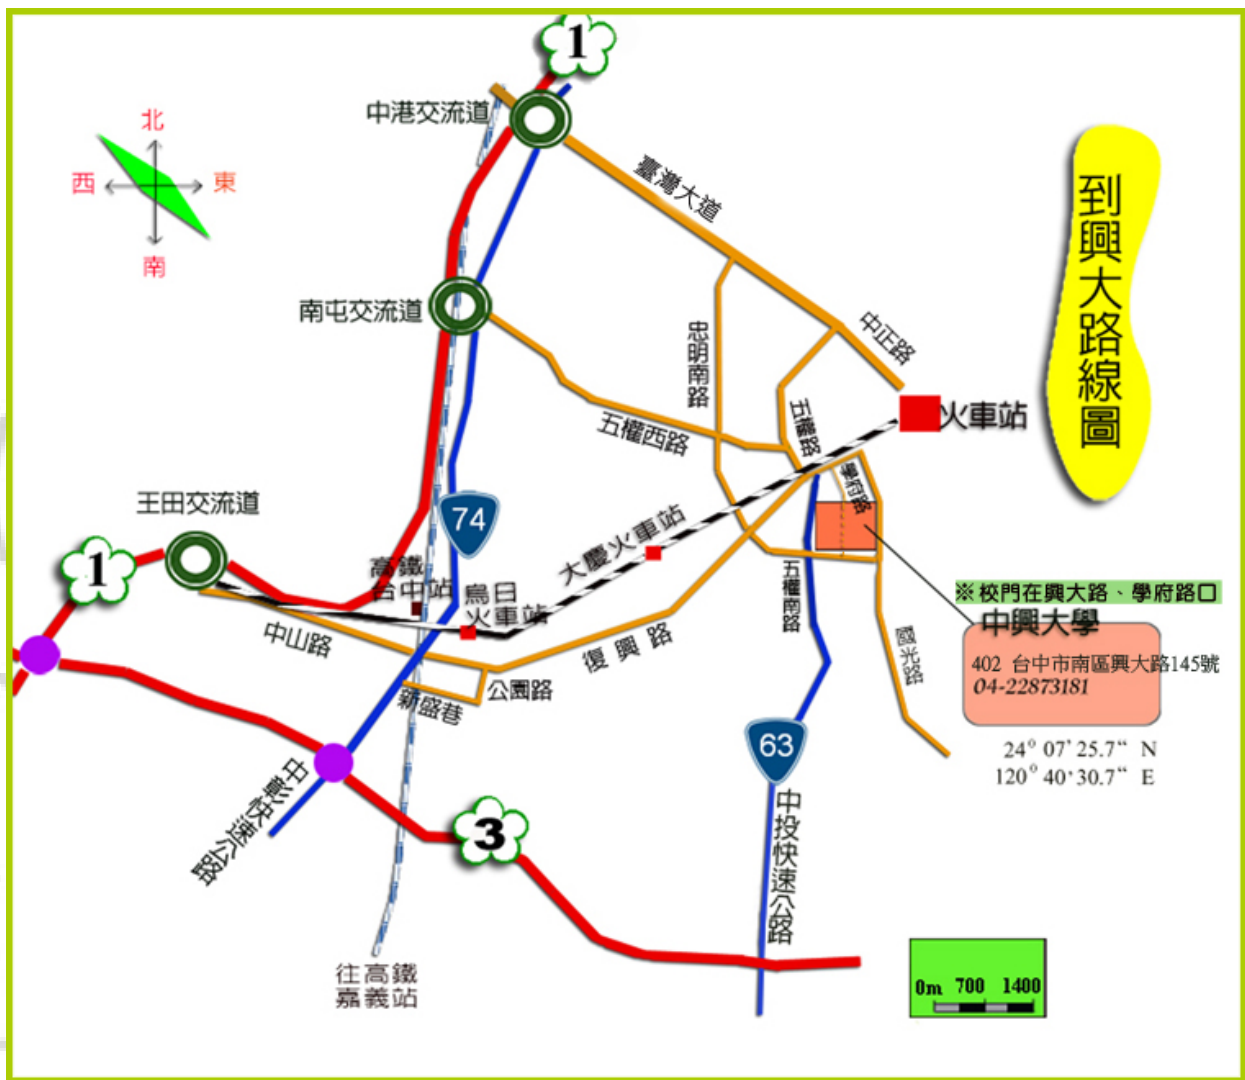 1
中港交流道
北
西
東
南
臺灣大道
到興大路線圖
南屯交流道
忠明南路
中正路
五權路
火車站
五權西路
學府路
王田交流道
74
大慶火車站
1
高鐵
台中站
烏日
火車站
五權南路
※校門在興大路、學府路口
中興大學
402 台中市南區興大路145號
04-22873181
中山路
復興路
國光路
公園路
新盛巷
63
24° 07' 25.7“ N
120° 40' 30.7“ E
中彰快速公路
3
中投快速公路
往高鐵
嘉義站
0m 700 1400